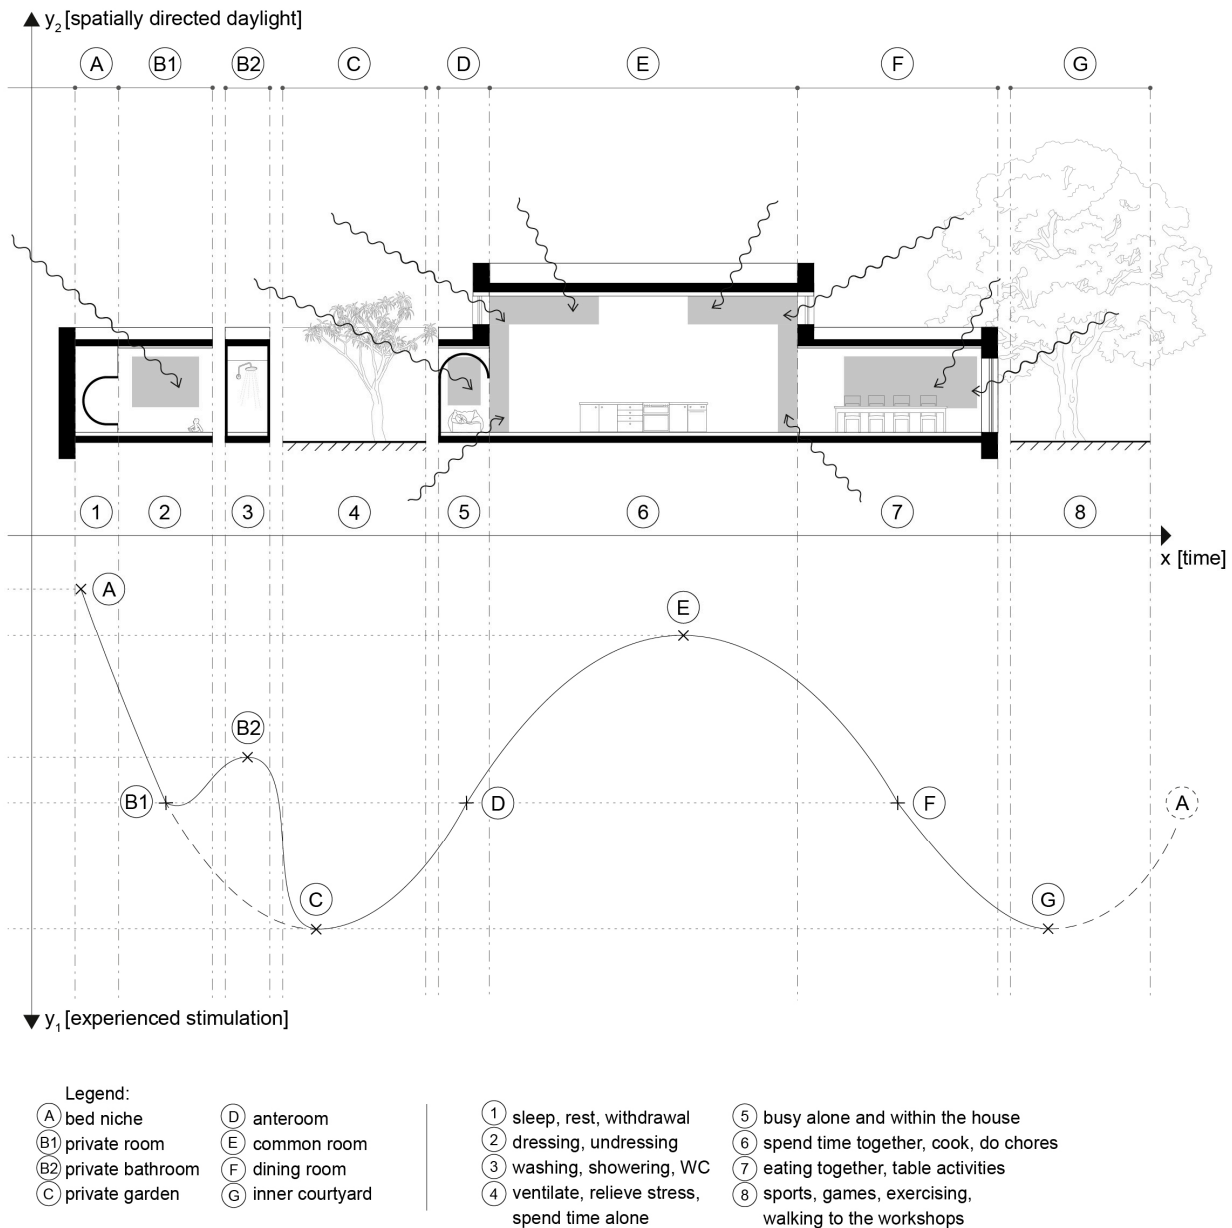 y2 [spatially directed daylight]
A B1 B2 C D E F G
1 2 3 4 5 6 7 8
x [time]
A
E
B2
B1 D F A
C G
y1 [experienced stimulation]
Legend:
A bed niche
B1 private room
B2 private bathroom
C private garden
D anteroom
E common room
F dining room
G inner courtyard
1 sleep, rest, withdrawal
2 dressing, undressing
3 washing, showering, WC
4 ventilate, relieve stress,
spend time alone
5 busy alone and within the house
6 spend time together, cook, do chores
7 eating together, table activities
8 sports, games, exercising,
walking to the workshops